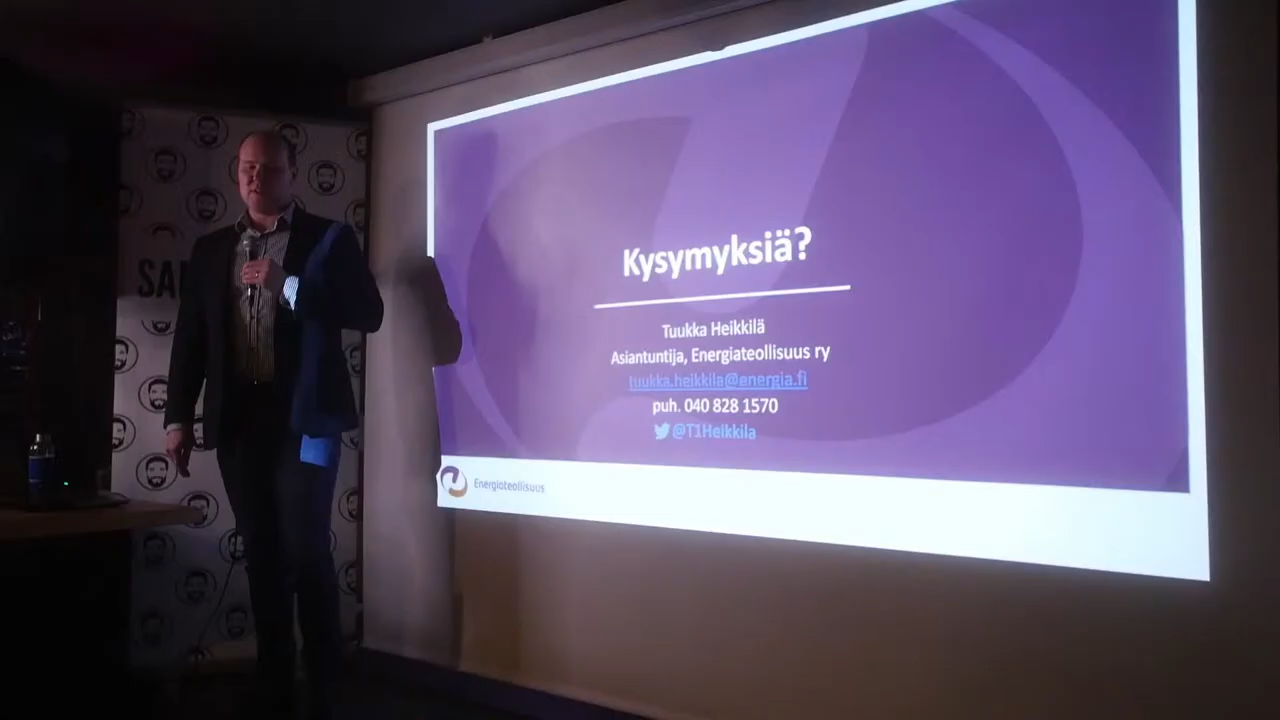 Kysymyksiä?
Tuukka Heikkilä
Asiantuntija, Energiateollisuus ry
tuukka.heikkila@energia.fi
puh. 040 828 1570
@T1Heikkila
Energiateollisuus